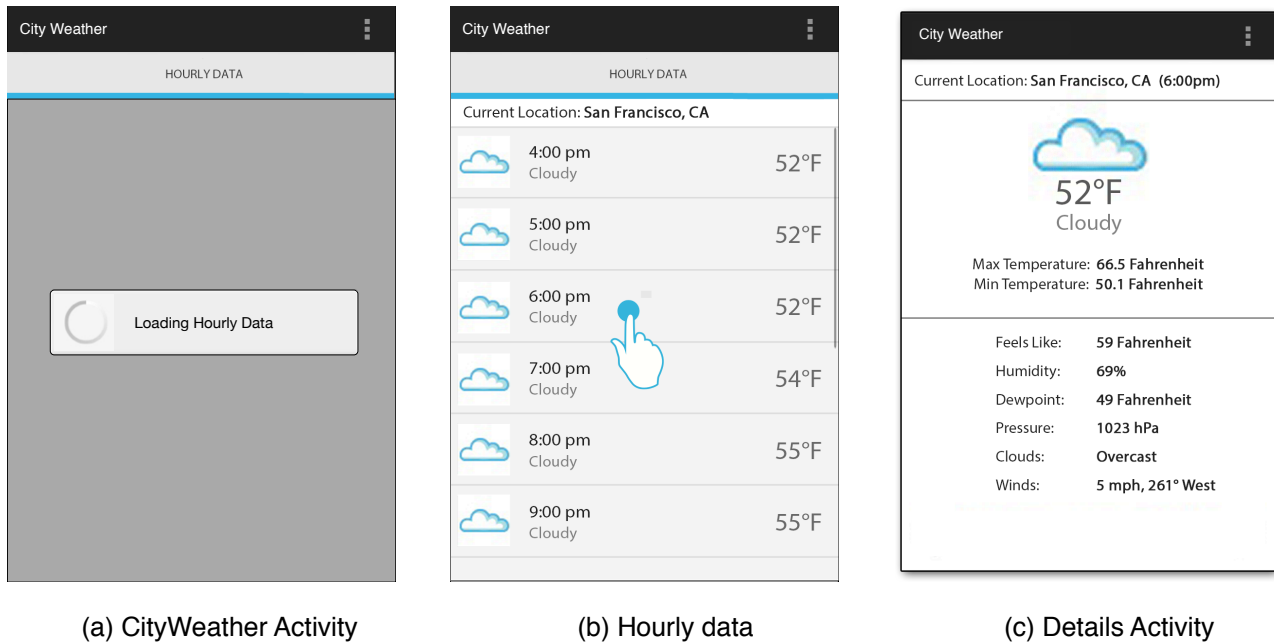 City Weather
HOURLY DATA
Loading Hourly Data
(a) CityWeather Activity
City Weather
HOURLY DATA
Current Location: San Francisco, CA
4:00 pm
Cloudy
52°F
5:00 pm
Cloudy
52°F
6:00 pm
Cloudy
52°F
7:00 pm
Cloudy
54°F
8:00 pm
Cloudy
55°F
9:00 pm
Cloudy
55°F
(b) Hourly data
City Weather
Current Location: San Francisco, CA (6:00pm)
52°F
Cloudy
Max Temperature: 66.5 Fahrenheit
Min Temperature: 50.1 Fahrenheit
Feels Like: 59 Fahrenheit
Humidity: 69%
Dewpoint: 49 Fahrenheit
Pressure: 1023 hPa
Clouds: Overcast
Winds: 5 mph, 261° West
(c) Details Activity